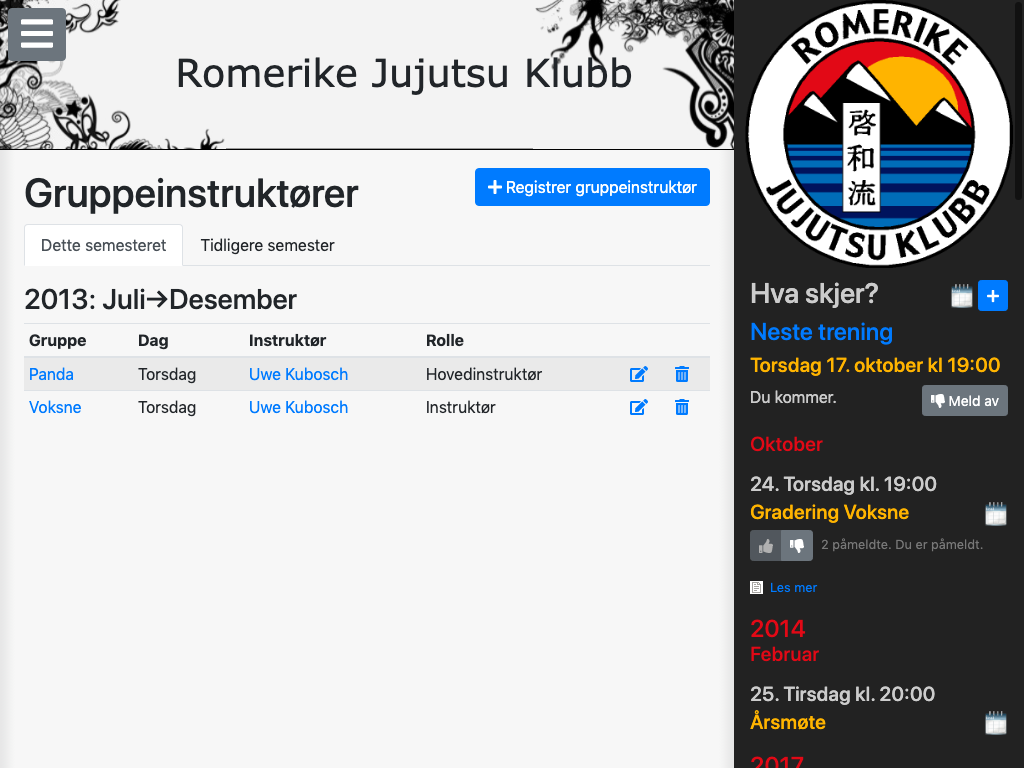 Romerike Jujutsu Klubb
Gruppeinstruktører
Registrer gruppeinstruktør
Dette semesteret
Tidligere semester
2013: Juli→Desember
Gruppe Dag Instruktør Rolle
Panda Torsdag Uwe Kubosch Hovedinstruktør
Voksne Torsdag Uwe Kubosch Instruktør
ROMERIKE
啓和流
JUJUTSU KLUBB
Hva skjer?
Neste trening
Torsdag 17. oktober kl 19:00
Du kommer.
Meld av
Oktober
24. Torsdag kl. 19:00
Gradering Voksne
2 påmeldte. Du er påmeldt.
Les mer
2014
Februar
25. Tirsdag kl. 20:00
Årsmøte
2017